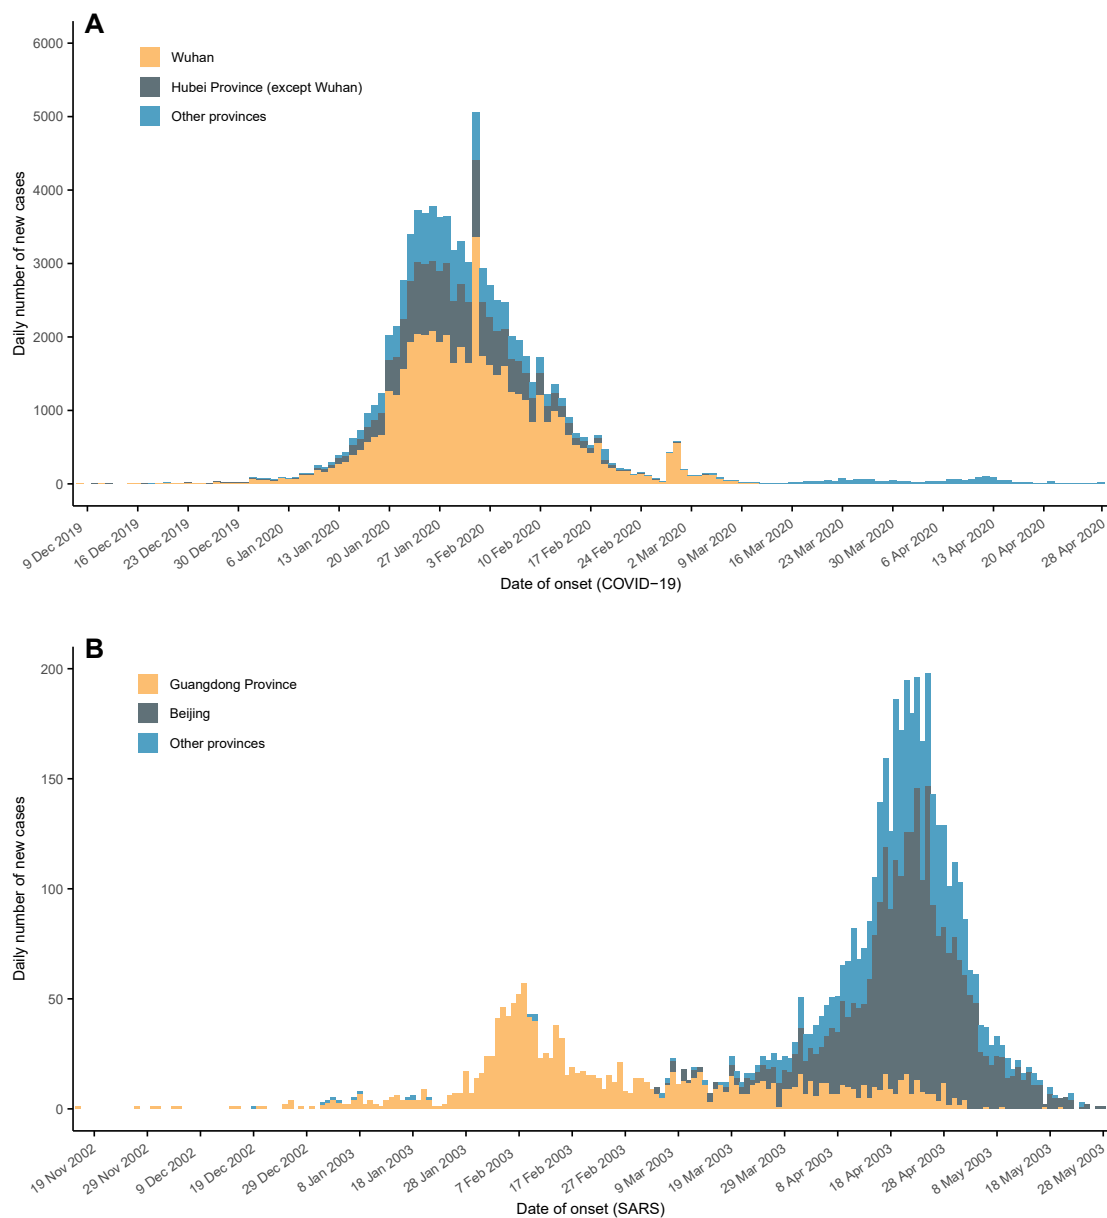 A
6000
5000
4000
3000
2000
1000
0
Daily number of new cases
Wuhan
Hubei Province (except Wuhan)
Other provinces
9 Dec 2019
16 Dec 2019
23 Dec 2019
30 Dec 2019
6 Jan 2020
13 Jan 2020
20 Jan 2020
27 Jan 2020
3 Feb 2020
10 Feb 2020
17 Feb 2020
24 Feb 2020
2 Mar 2020
9 Mar 2020
16 Mar 2020
23 Mar 2020
30 Mar 2020
6 Apr 2020
13 Apr 2020
20 Apr 2020
28 Apr 2020
Date of onset (COVID−19)
B
200
150
100
50
0
Daily number of new cases
Guangdong Province
Beijing
Other provinces
19 Nov 2002
29 Nov 2002
9 Dec 2002
19 Dec 2002
29 Dec 2002
8 Jan 2003
18 Jan 2003
28 Jan 2003
7 Feb 2003
17 Feb 2003
27 Feb 2003
9 Mar 2003
19 Mar 2003
29 Mar 2003
8 Apr 2003
18 Apr 2003
28 Apr 2003
8 May 2003
18 May 2003
28 May 2003
Date of onset (SARS)